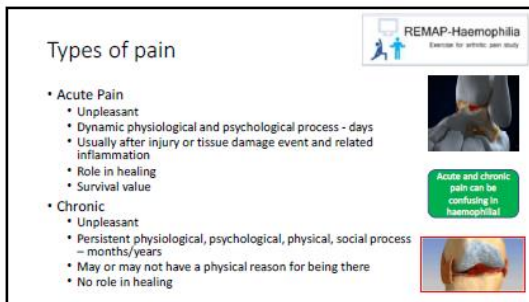 REMAP-Haemophilia
Exercise for arthritic pain study
Types of pain
• Acute Pain
• Unpleasant
• Dynamic physiological and psychological process - days
• Usually after injury or tissue damage event and related
inflammation
• Role in healing
• Survival value
• Chronic
• Unpleasant
• Persistent physiological, psychological, physical, social process
– months/years
• May or may not have a physical reason for being there
• No role in healing
Acute and chronic
pain can be
confusing in
haemophilia!